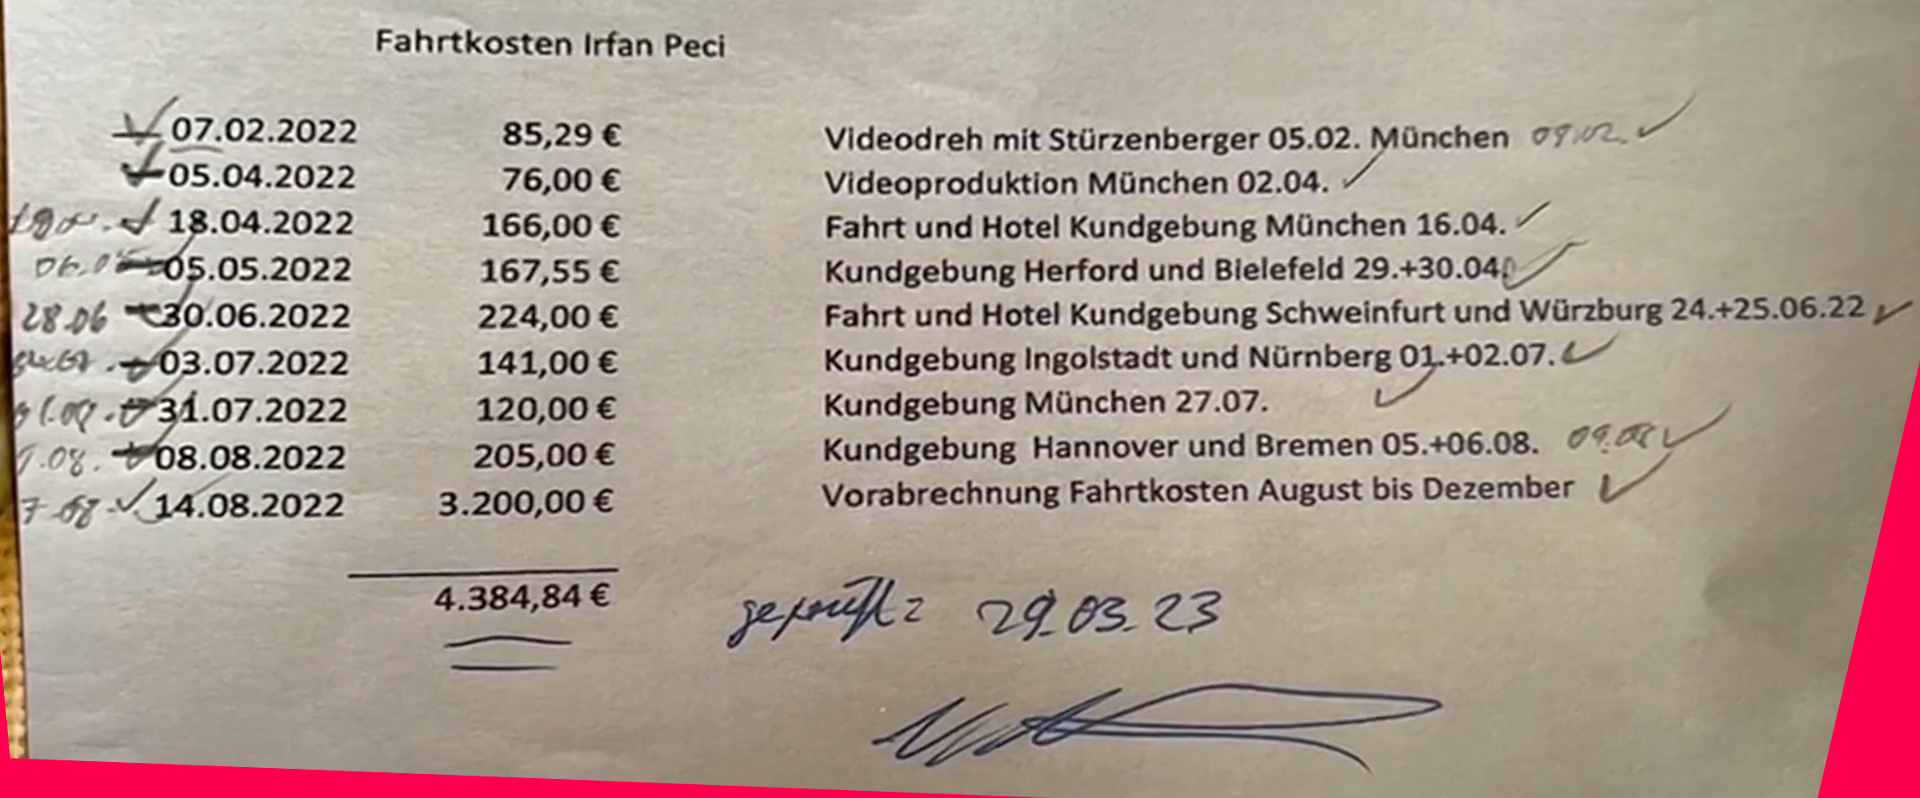 Fahrtkosten Irfan Peci
07.02.2022 85,29 € Videodreh mit Stürzenberger 05.02. München 09.02.
05.04.2022 76,00 € Videoproduktion München 02.04.
18.04.2022 166,00 € Fahrt und Hotel Kundgebung München 16.04.
05.05.2022 167,55 € Kundgebung Herford und Bielefeld 29.+30.04
28.06 30.06.2022 224,00 € Fahrt und Hotel Kundgebung Schweinfurt und Würzburg 24.+25.06.22
03.07.2022 141,00 € Kundgebung Ingolstadt und Nürnberg 01.+02.07.
31.07.2022 120,00 € Kundgebung München 27.07.
08.08.2022 205,00 € Kundgebung Hannover und Bremen 05.+06.08. 09.08
14.08.2022 3.200,00 € Vorabrechnung Fahrtkosten August bis Dezember
4.384,84 €
geprüft: 29.03.23